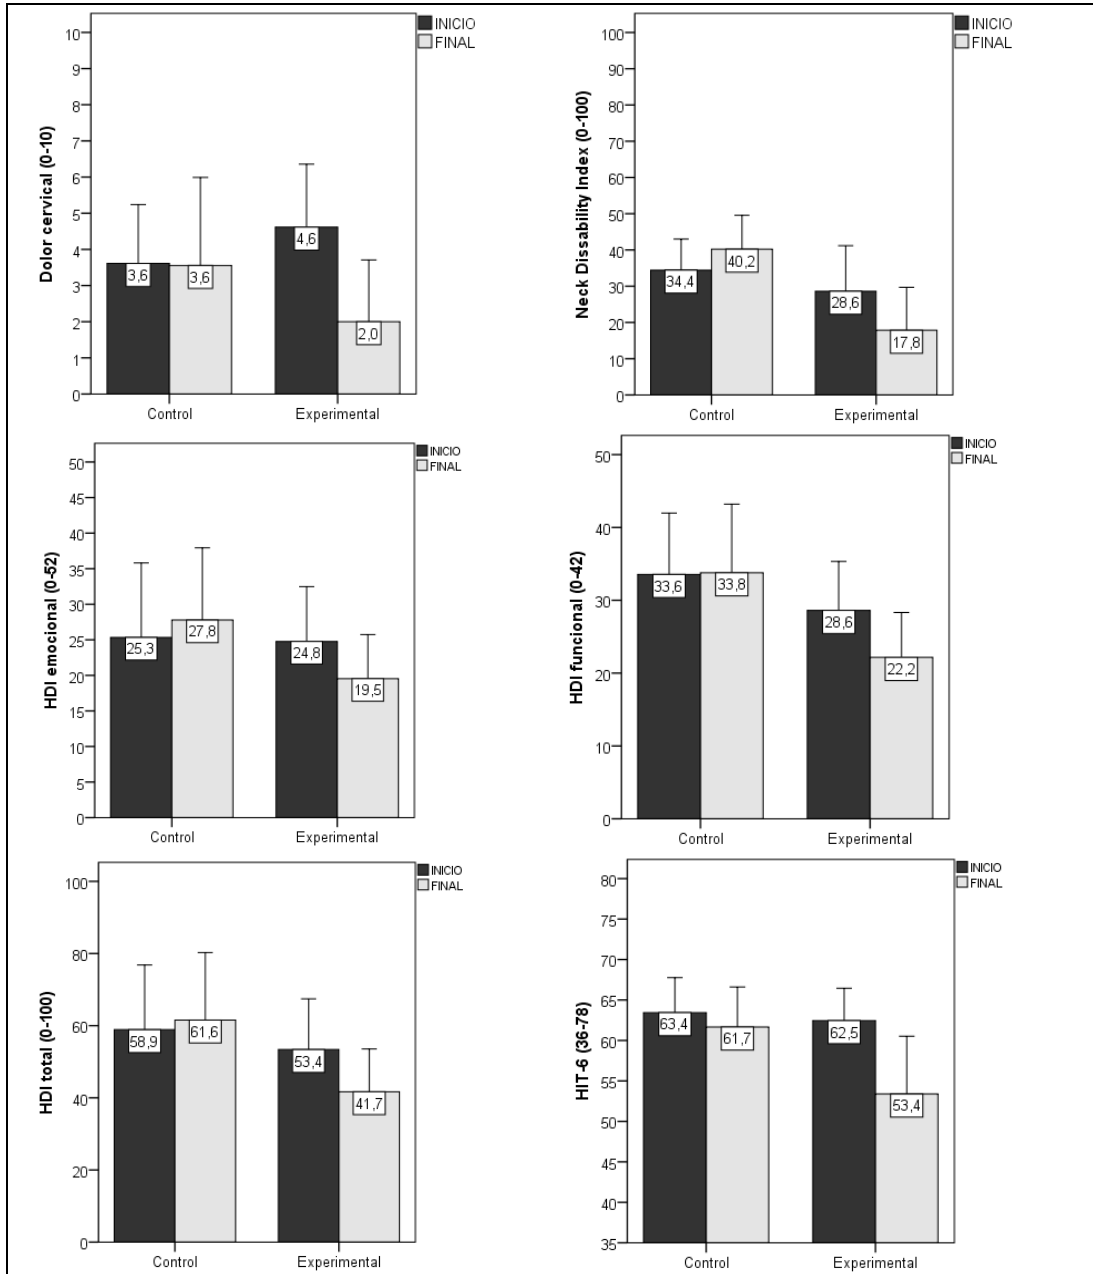 INICIO
FINAL
Dolor cervical (0-10)
10
9
8
7
6
5
4
3
2
1
0
3,6
3,6
4,6
2,0
Control
Experimental
INICIO
FINAL
Neck Dissability Index (0-100)
100
90
80
70
60
50
40
30
20
10
0
34,4
40,2
28,6
17,8
Control
Experimental
INICIO
FINAL
HDI emocional (0-52)
50
45
40
35
30
25
20
15
10
5
0
25,3
27,8
24,8
19,5
Control
Experimental
INICIO
FINAL
HDI funcional (0-42)
50
40
30
20
10
0
33,6
33,8
28,6
22,2
Control
Experimental
INICIO
FINAL
HDI total (0-100)
100
80
60
40
20
0
58,9
61,6
53,4
41,7
Control
Experimental
INICIO
FINAL
HIT-6 (36-78)
80
75
70
65
60
55
50
45
40
35
63,4
61,7
62,5
53,4
Control
Experimental